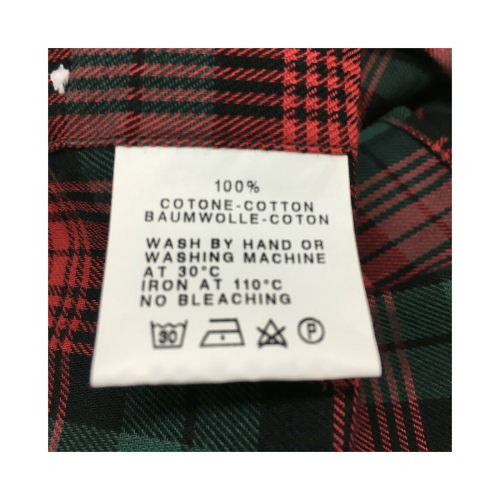 100%
COTONE-COTTON
BAUMWOLLE-COTON
WASH BY HAND OR
WASHING MACHINE
AT 30°C
IRON AT 110°C
NO BLEACHING
30 P